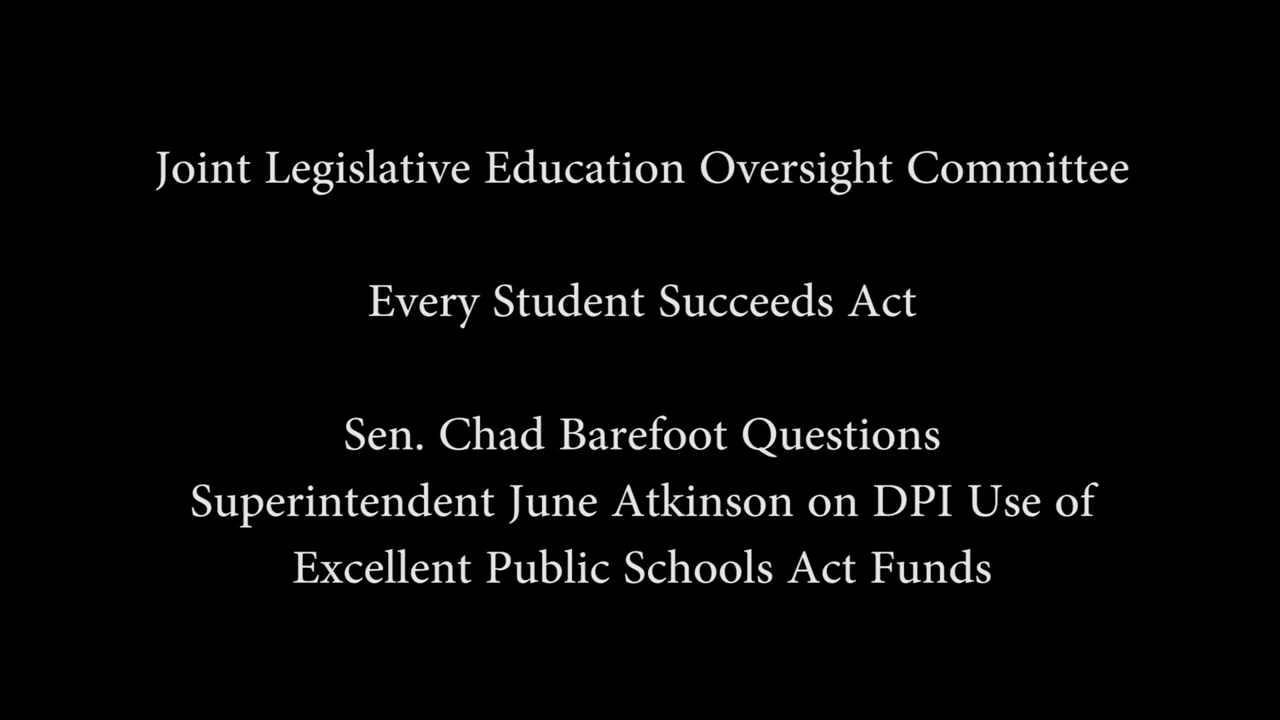 Joint Legislative Education Oversight Committee
Every Student Succeeds Act
Sen. Chad Barefoot Questions
Superintendent June Atkinson on DPI Use of
Excellent Public Schools Act Funds